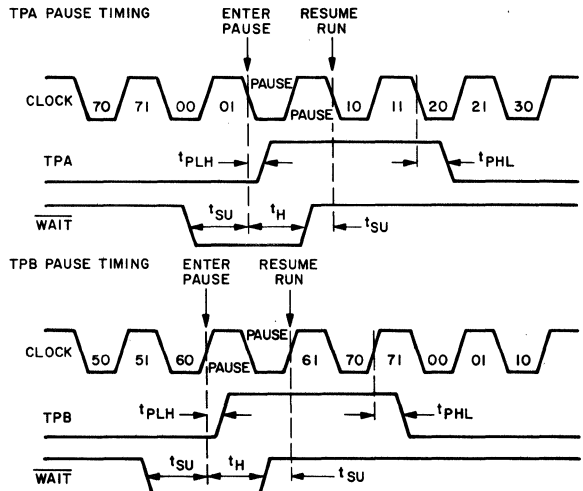 TPA PAUSE TIMING
ENTER PAUSE
RESUME RUN
CLOCK 70 71 00 01 PAUSE PAUSE 10 11 20 21 30
TPA tPLH tPHL
WAIT tSU tH tSU
TPB PAUSE TIMING
ENTER PAUSE
RESUME RUN
CLOCK 50 51 60 PAUSE PAUSE 61 70 71 00 01 10
TPB tPLH tPHL
WAIT tSU tH tSU